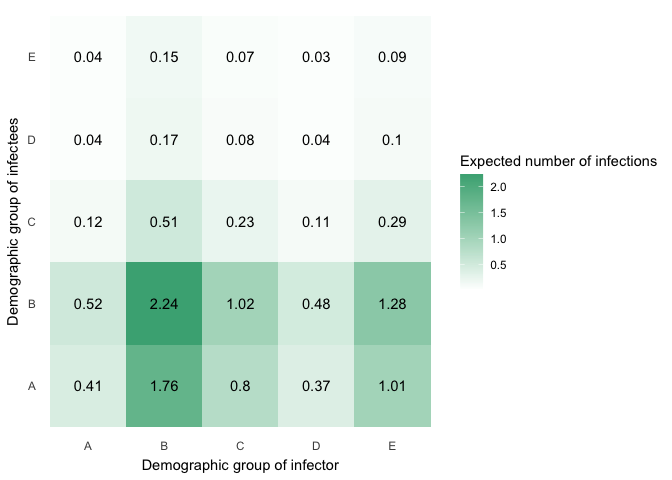 E 0.04 0.15 0.07 0.03 0.09
D 0.04 0.17 0.08 0.04 0.1
C 0.12 0.51 0.23 0.11 0.29
B 0.52 2.24 1.02 0.48 1.28
A 0.41 1.76 0.8 0.37 1.01
A B C D E
Demographic group of infector
Demographic group of infectees
Expected number of infections
2.0
1.5
1.0
0.5